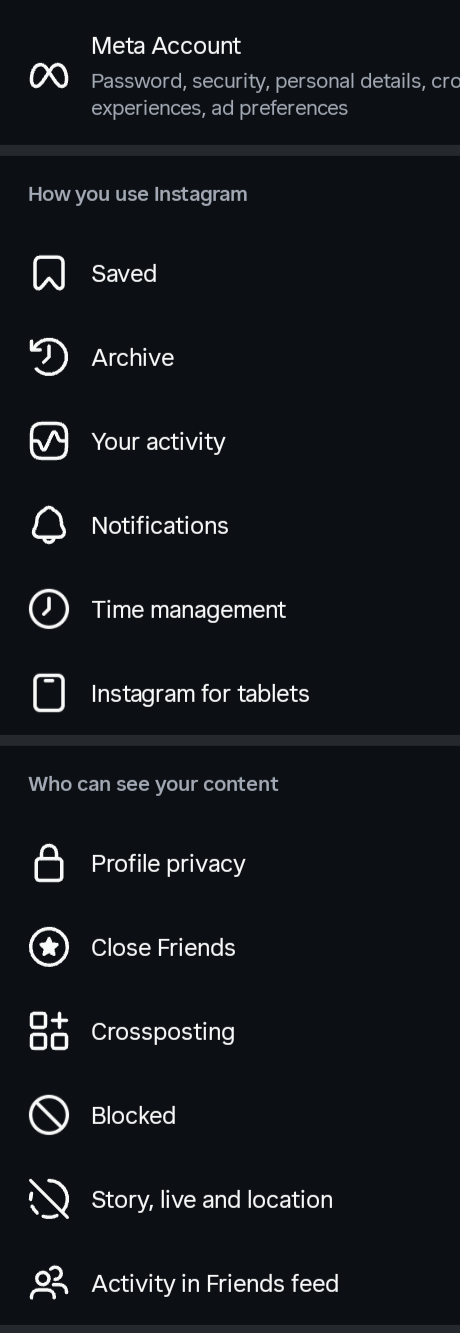 Meta Account
Password, security, personal details, cro
experiences, ad preferences
How you use Instagram
Saved
Archive
Your activity
Notifications
Time management
Instagram for tablets
Who can see your content
Profile privacy
Close Friends
Crossposting
Blocked
Story, live and location
Activity in Friends feed